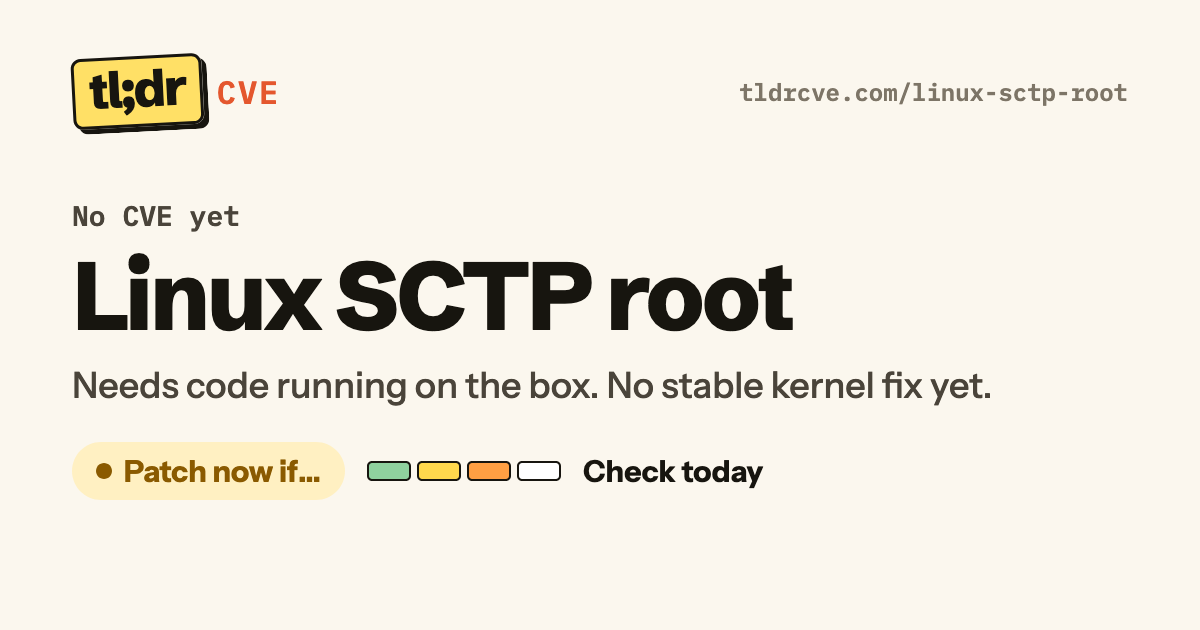 tl;dr CVE
tldrcve.com/linux-sctp-root
No CVE yet
Linux SCTP root
Needs code running on the box. No stable kernel fix yet.
Patch now if... Check today